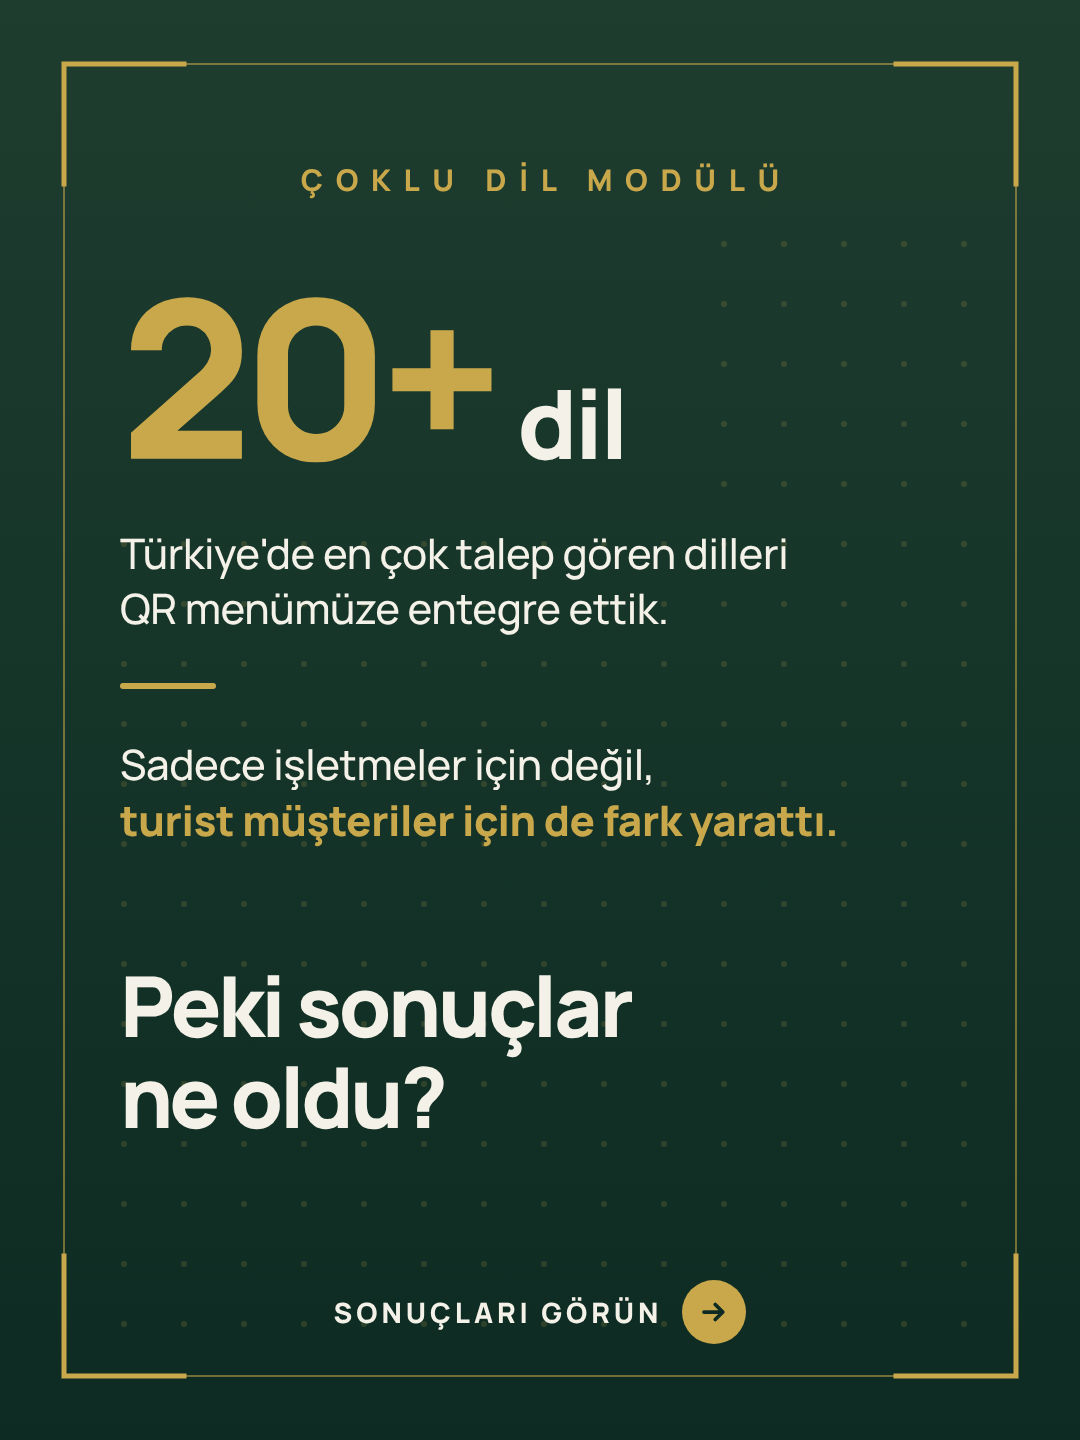 ÇOKLU DİL MODÜLÜ
20+ dil
Türkiye'de en çok talep gören dilleri
QR menümüze entegre ettik.
Sadece işletmeler için değil,
turist müşteriler için de fark yarattı.
Peki sonuçlar
ne oldu?
SONUÇLARI GÖRÜN